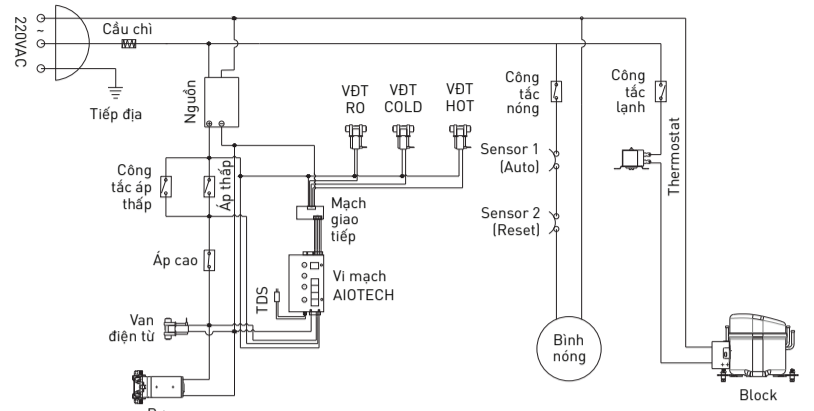 220VAC
~
Cầu chì
Tiếp địa
Nguồn
VĐT
RO
VĐT
COLD
VĐT
HOT
Công
tắc
nóng
Công
tắc
lạnh
Thermostat
Sensor 1
(Auto)
Sensor 2
(Reset)
Công
tắc áp
thấp
Áp thấp
Mạch
giao
tiếp
Áp cao
TDS
Vi mạch
AIOTECH
Van
điện từ
Bình
nóng
Block